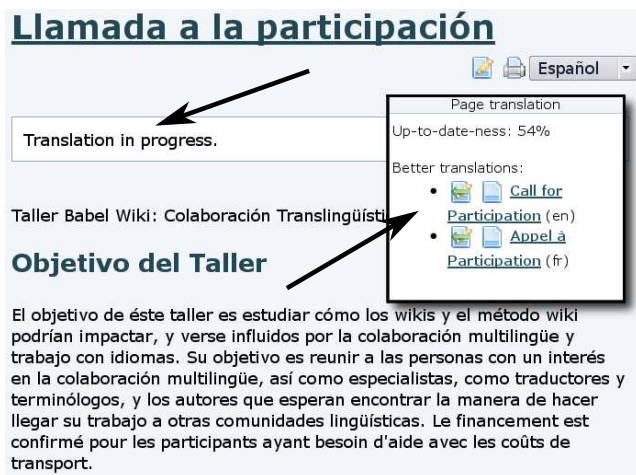 Llamada a la participación
Español
Page translation
Up-to-date-ness: 54%
Better translations:
Call for
Participation (en)
Appel à
Participation (fr)
Translation in progress.
Taller Babel Wiki: Colaboración Translingüísti
Objetivo del Taller
El objetivo de éste taller es estudiar cómo los wikis y el método wiki
podrían impactar, y verse influidos por la colaboración multilingüe y
trabajo con idiomas. Su objetivo es reunir a las personas con un interés
en la colaboración multilingüe, así como especialistas, como traductores y
terminólogos, y los autores que esperan encontrar la manera de hacer
llegar su trabajo a otras comunidades lingüísticas. Le financement est
confirmé pour les participants ayant besoin d'aide avec les coûts de
transport.